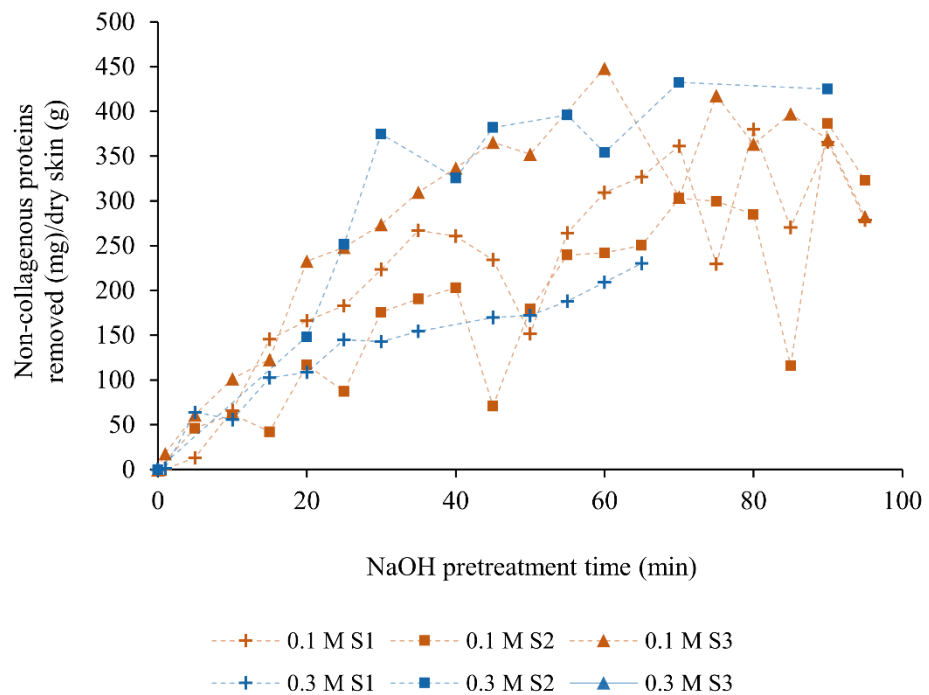 500
450
400
350
300
250
200
150
100
50
0
Non-collagenous proteins
removed (mg)/dry skin (g)
0 20 40 60 80 100
NaOH pretreatment time (min)
0.1 M S1 0.1 M S2 0.1 M S3
0.3 M S1 0.3 M S2 0.3 M S3